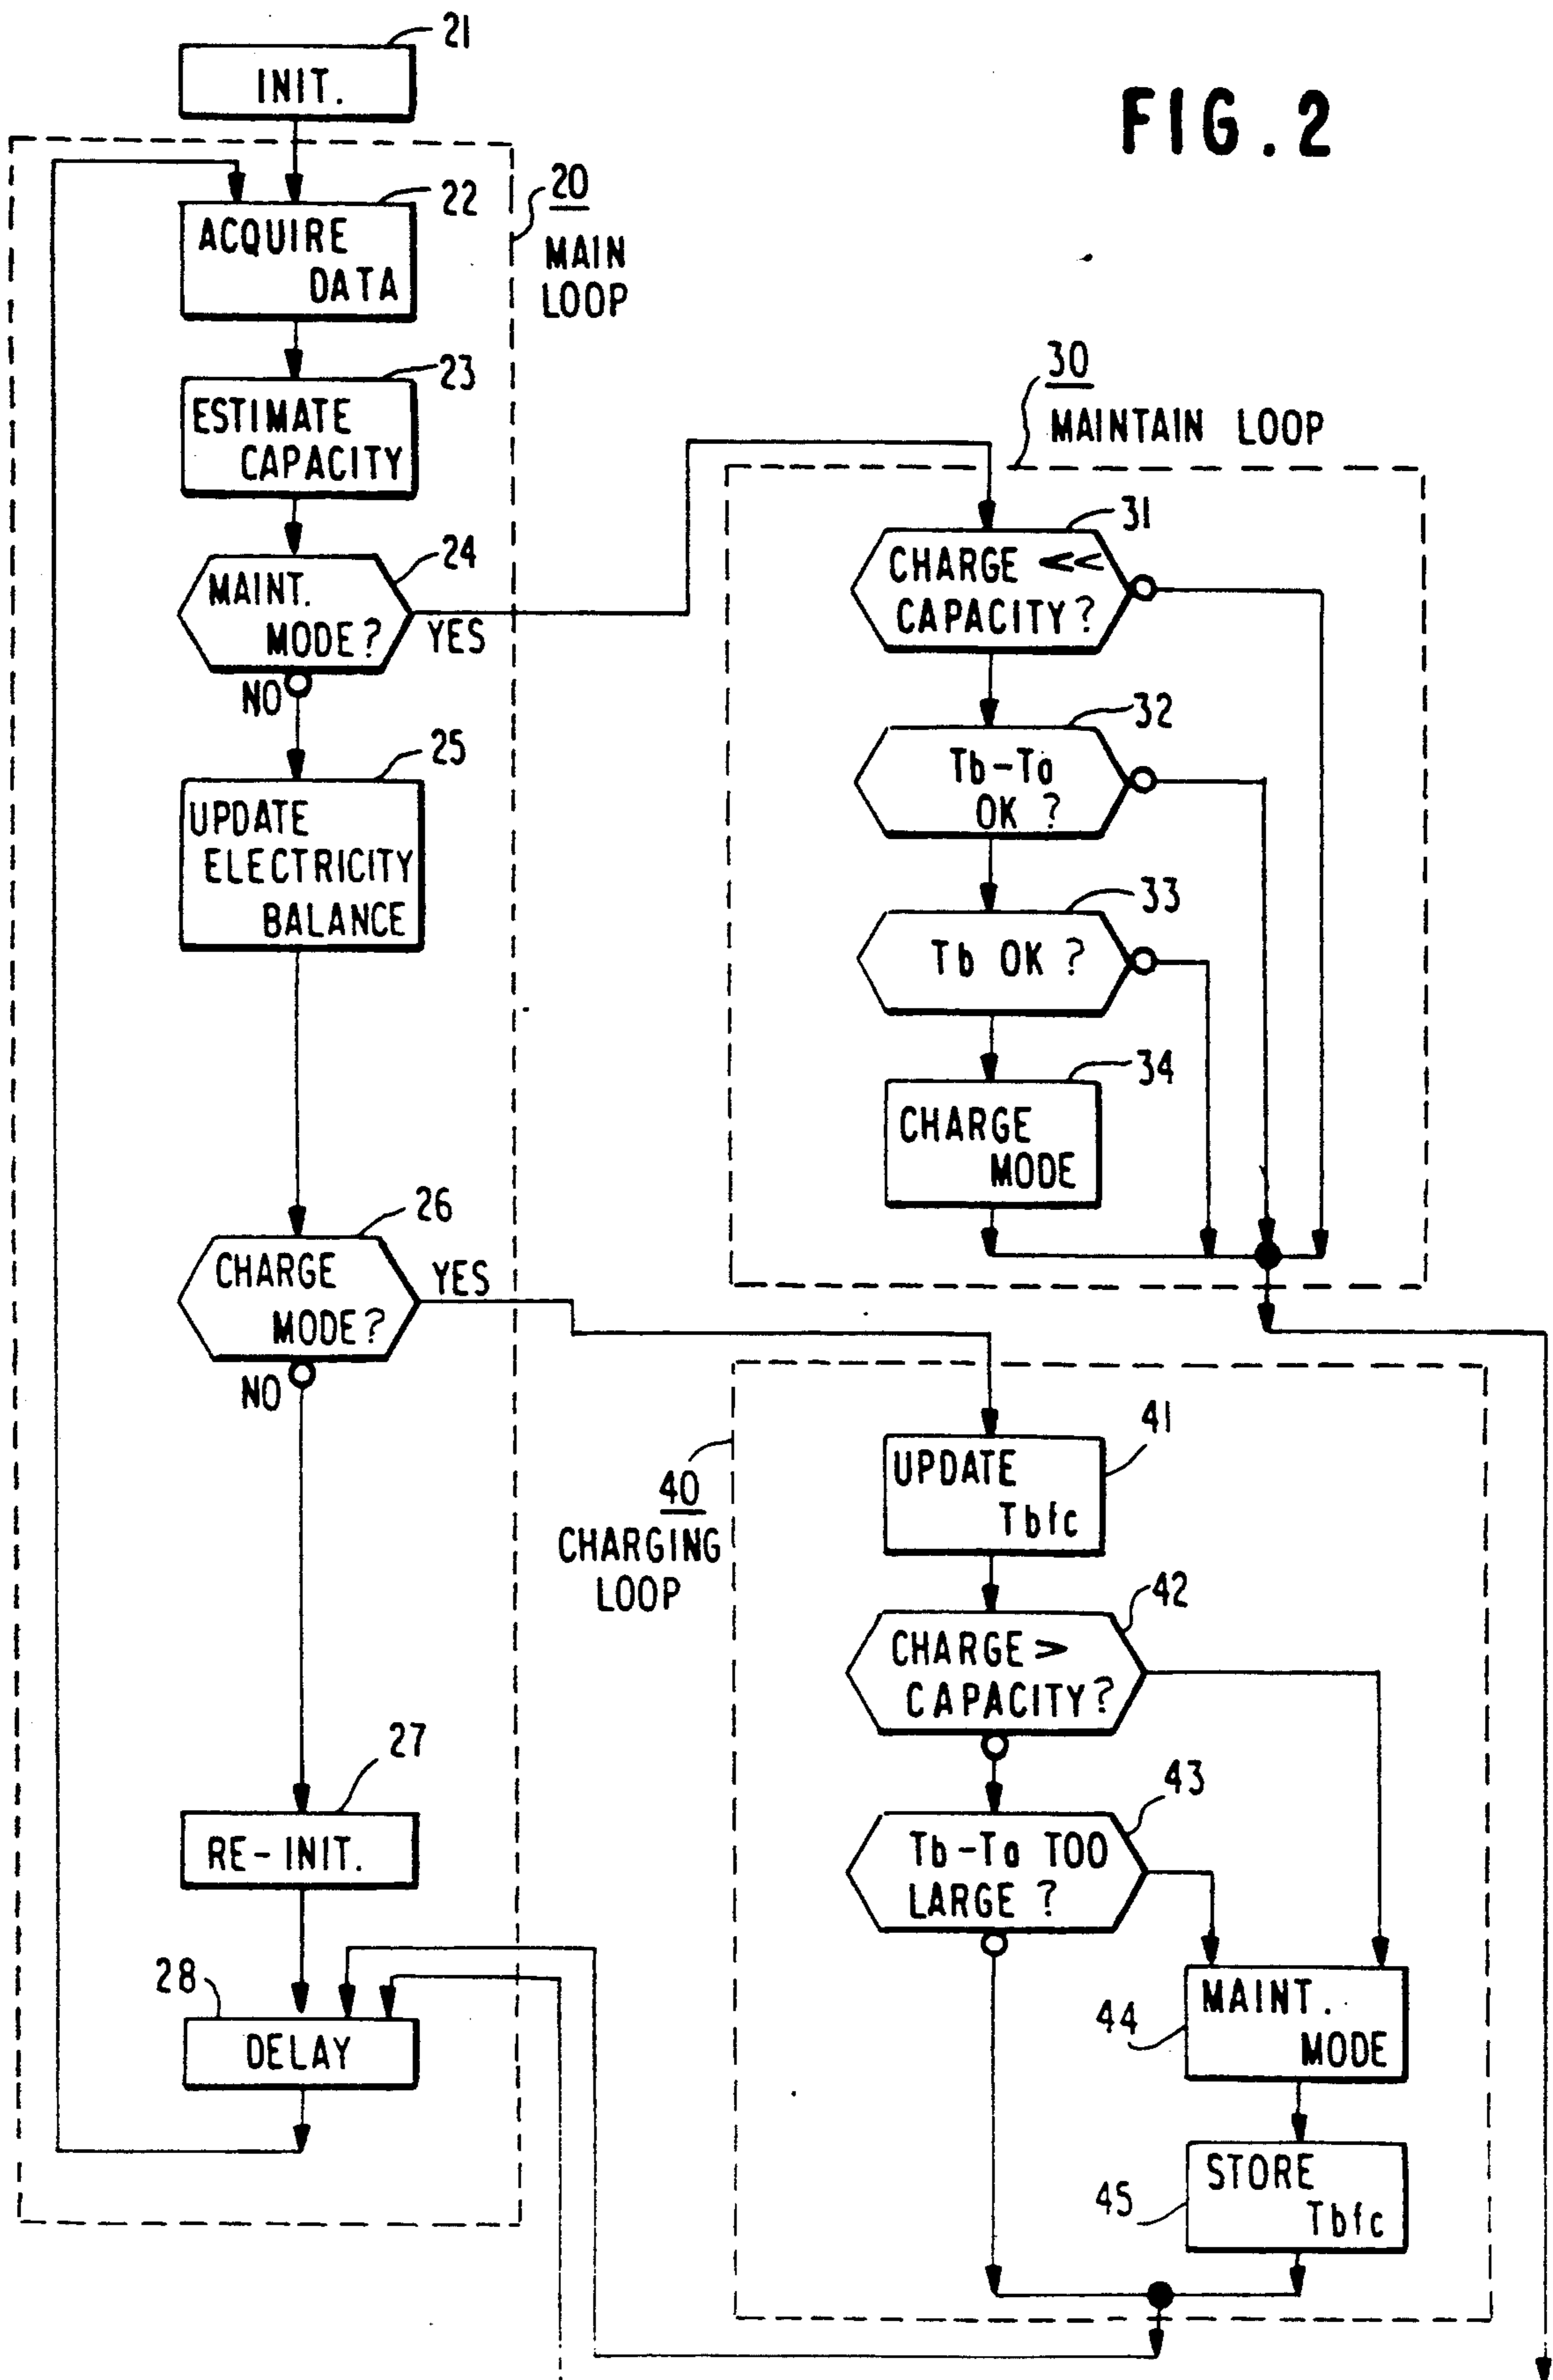 FIG. 2
21
INIT.
22
ACQUIRE
DATA
20
MAIN
LOOP
23
ESTIMATE
CAPACITY
24
MAINT.
MODE?
YES
NO
25
UPDATE
ELECTRICITY
BALANCE
26
CHARGE
MODE?
YES
NO
27
RE-INIT.
28
DELAY
30
MAINTAIN LOOP
31
CHARGE <<
CAPACITY?
32
Tb-Ta
OK ?
33
Tb OK ?
34
CHARGE
MODE
40
CHARGING
LOOP
41
UPDATE
Tbfc
42
CHARGE >
CAPACITY?
43
Tb-Ta TOO
LARGE ?
44
MAINT.
MODE
45
STORE
Tbfc